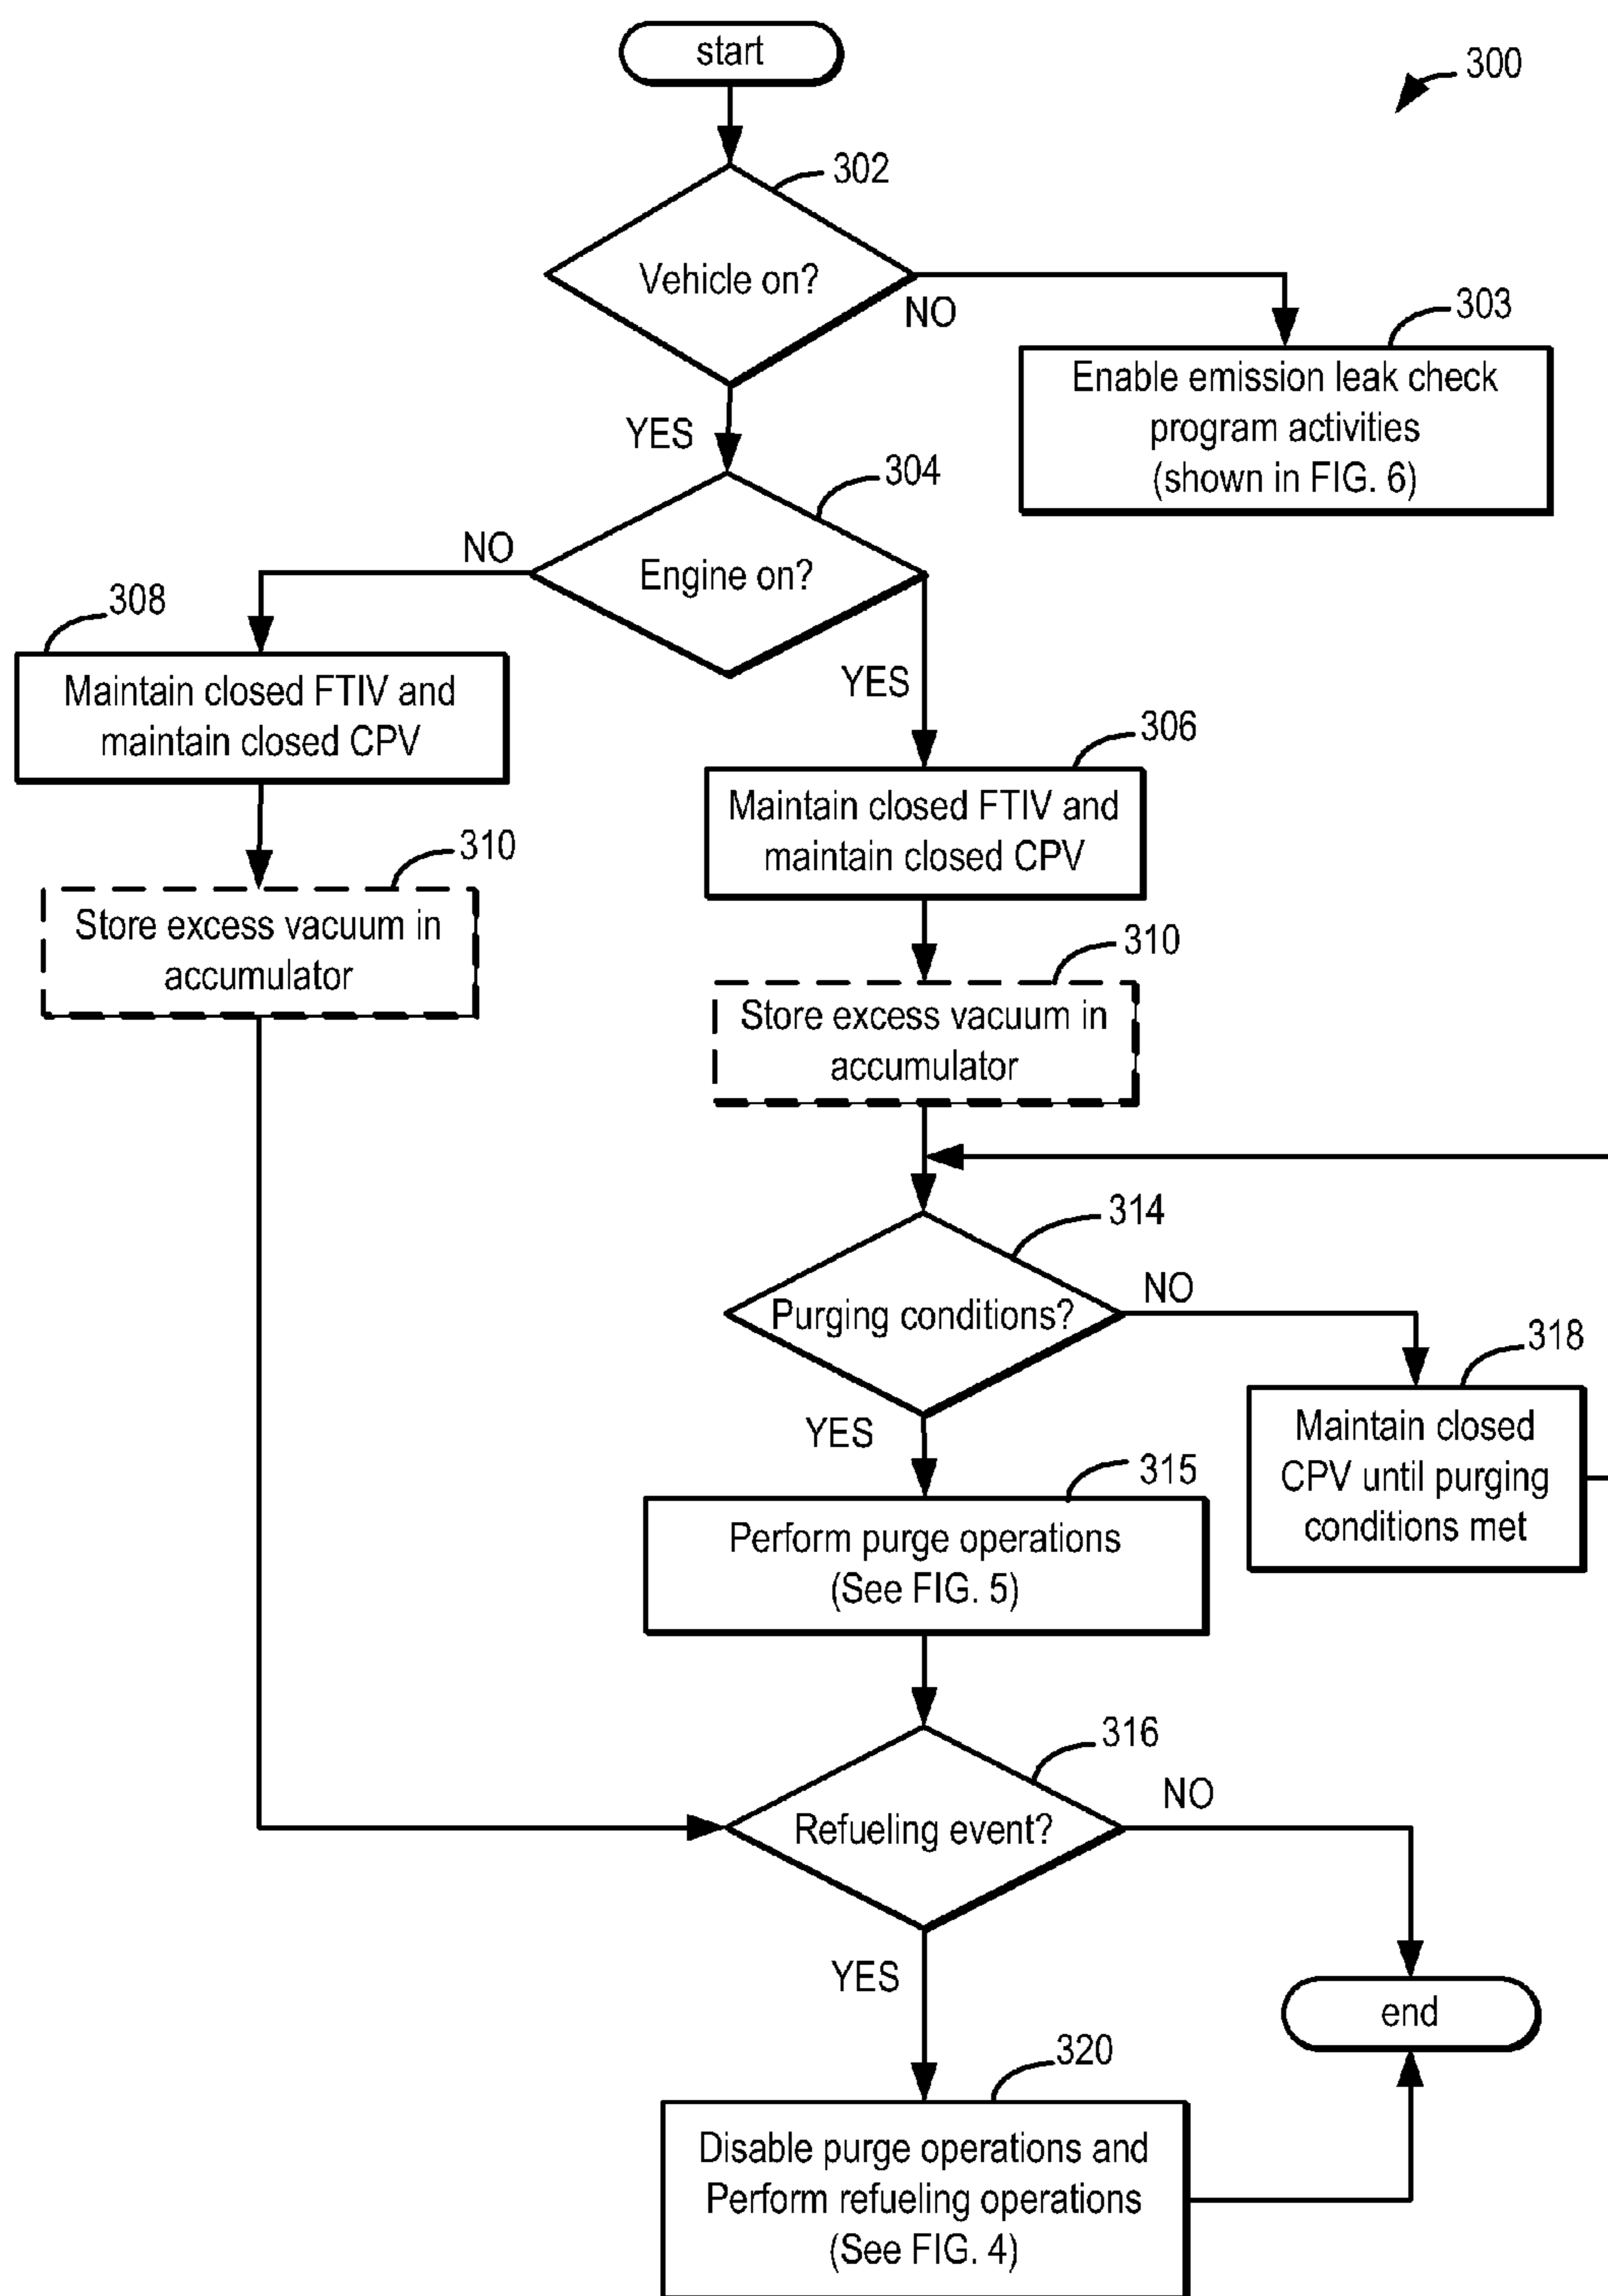 start
300
302
Vehicle on?
NO
303
Enable emission leak check
program activities
(shown in FIG. 6)
YES
304
NO
Engine on?
308
Maintain closed FTIV and
maintain closed CPV
YES
306
Maintain closed FTIV and
maintain closed CPV
310
Store excess vacuum in
accumulator
310
Store excess vacuum in
accumulator
314
Purging conditions?
NO
318
Maintain closed
CPV until purging
conditions met
YES
315
Perform purge operations
(See FIG. 5)
316
Refueling event?
NO
YES
end
320
Disable purge operations and
Perform refueling operations
(See FIG. 4)